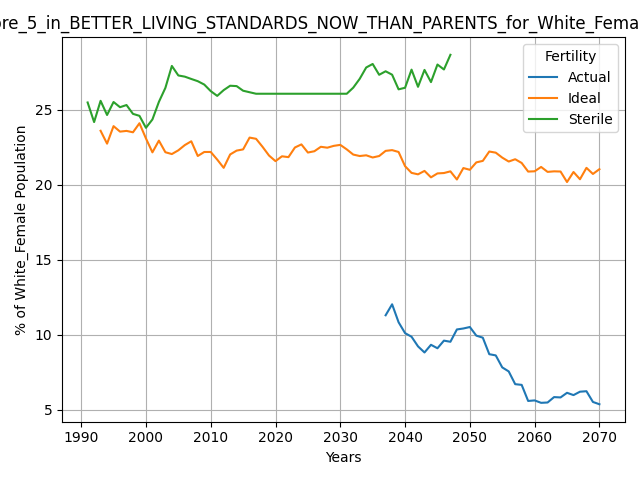 ore_5_in_BETTER_LIVING_STANDARDS_NOW_THAN_PARENTS_for_White_Fema
Fertility
Actual
Ideal
Sterile
% of White_Female Population
25
20
15
10
5
1990 2000 2010 2020 2030 2040 2050 2060 2070
Years